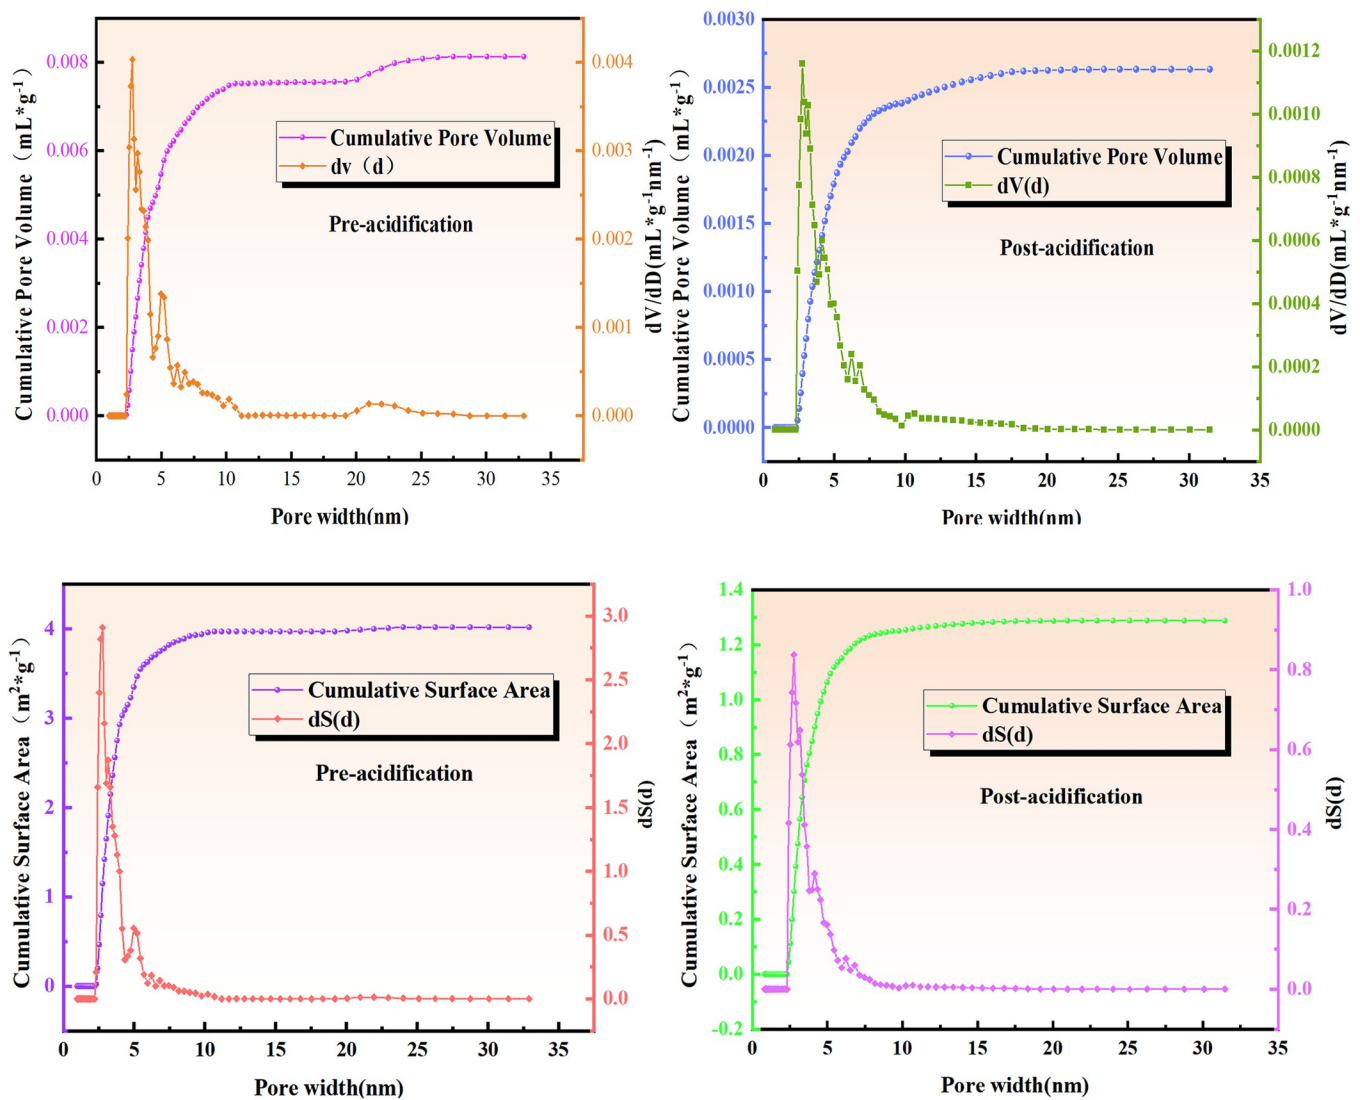 0.008
0.006
0.004
0.002
0.000
Cumulative Pore Volume（mL*g-1）
Cumulative Pore Volume
dv（d）
Pre-acidification
0.004
0.003
0.002
0.001
0.000
dV/dD(mL*g-1nm-1)
0 5 10 15 20 25 30 35
Pore width(nm)
0.0030
0.0025
0.0020
0.0015
0.0010
0.0005
0.0000
Cumulative Pore Volume（mL*g-1）
Cumulative Pore Volume
dV(d)
Post-acidification
0.0012
0.0010
0.0008
0.0006
0.0004
0.0002
0.0000
dV/dD(mL*g-1nm-1)
0 5 10 15 20 25 30 35
Pore width(nm)
4
3
2
1
0
Cumulative Surface Area（m2*g-1）
Cumulative Surface Area
dS(d)
Pre-acidification
3.0
2.5
2.0
1.5
1.0
0.5
0.0
dS(d)
0 5 10 15 20 25 30 35
Pore width(nm)
1.4
1.2
1.0
0.8
0.6
0.4
0.2
0.0
-0.2
Cumulative Surface Area（m2*g-1）
Cumulative Surface Area
dS(d)
Post-acidification
1.0
0.8
0.6
0.4
0.2
0.0
dS(d)
0 5 10 15 20 25 30 35
Pore width(nm)